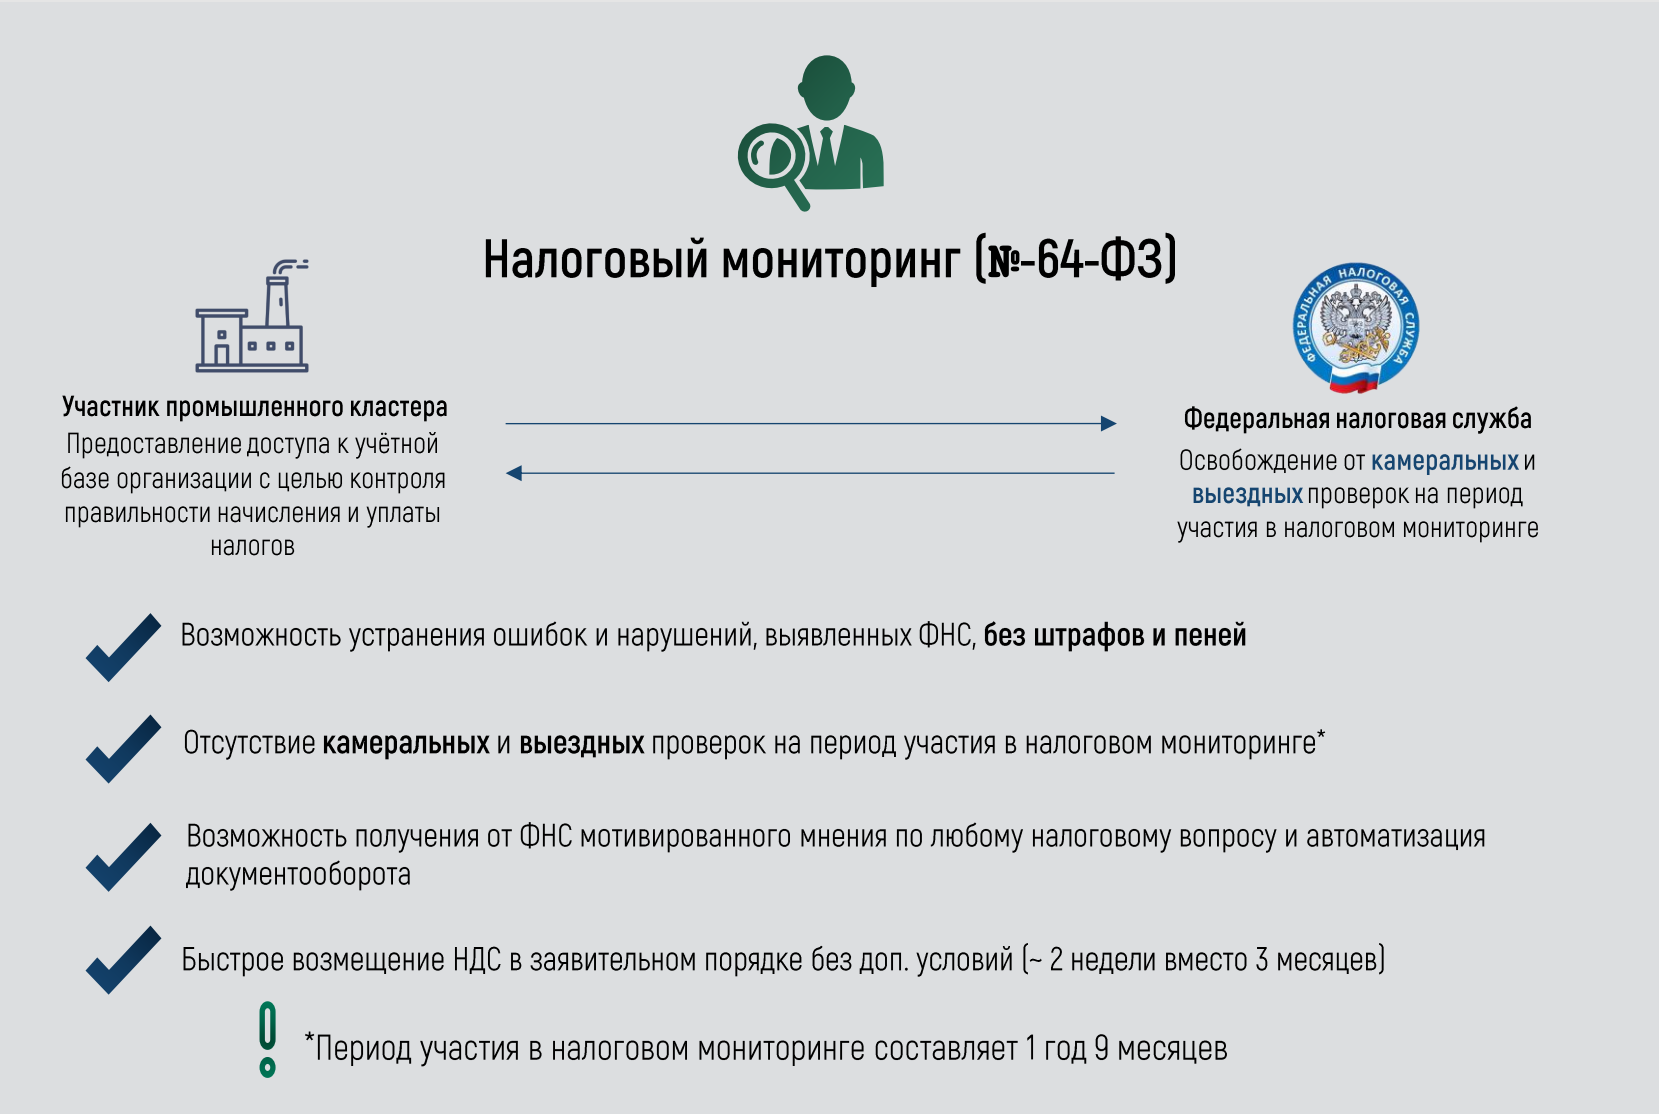 Налоговый мониторинг (№-64-ФЗ)
ФЕДЕРАЛЬНАЯ НАЛОГОВАЯ СЛУЖБА
Участник промышленного кластера
Предоставление доступа к учётной
базе организации с целью контроля
правильности начисления и уплаты
налогов
Федеральная налоговая служба
Освобождение от камеральных и
выездных проверок на период
участия в налоговом мониторинге
Возможность устранения ошибок и нарушений, выявленных ФНС, без штрафов и пеней
Отсутствие камеральных и выездных проверок на период участия в налоговом мониторинге*
Возможность получения от ФНС мотивированного мнения по любому налоговому вопросу и автоматизация
документооборота
Быстрое возмещение НДС в заявительном порядке без доп. условий (~ 2 недели вместо 3 месяцев)
*Период участия в налоговом мониторинге составляет 1 год 9 месяцев